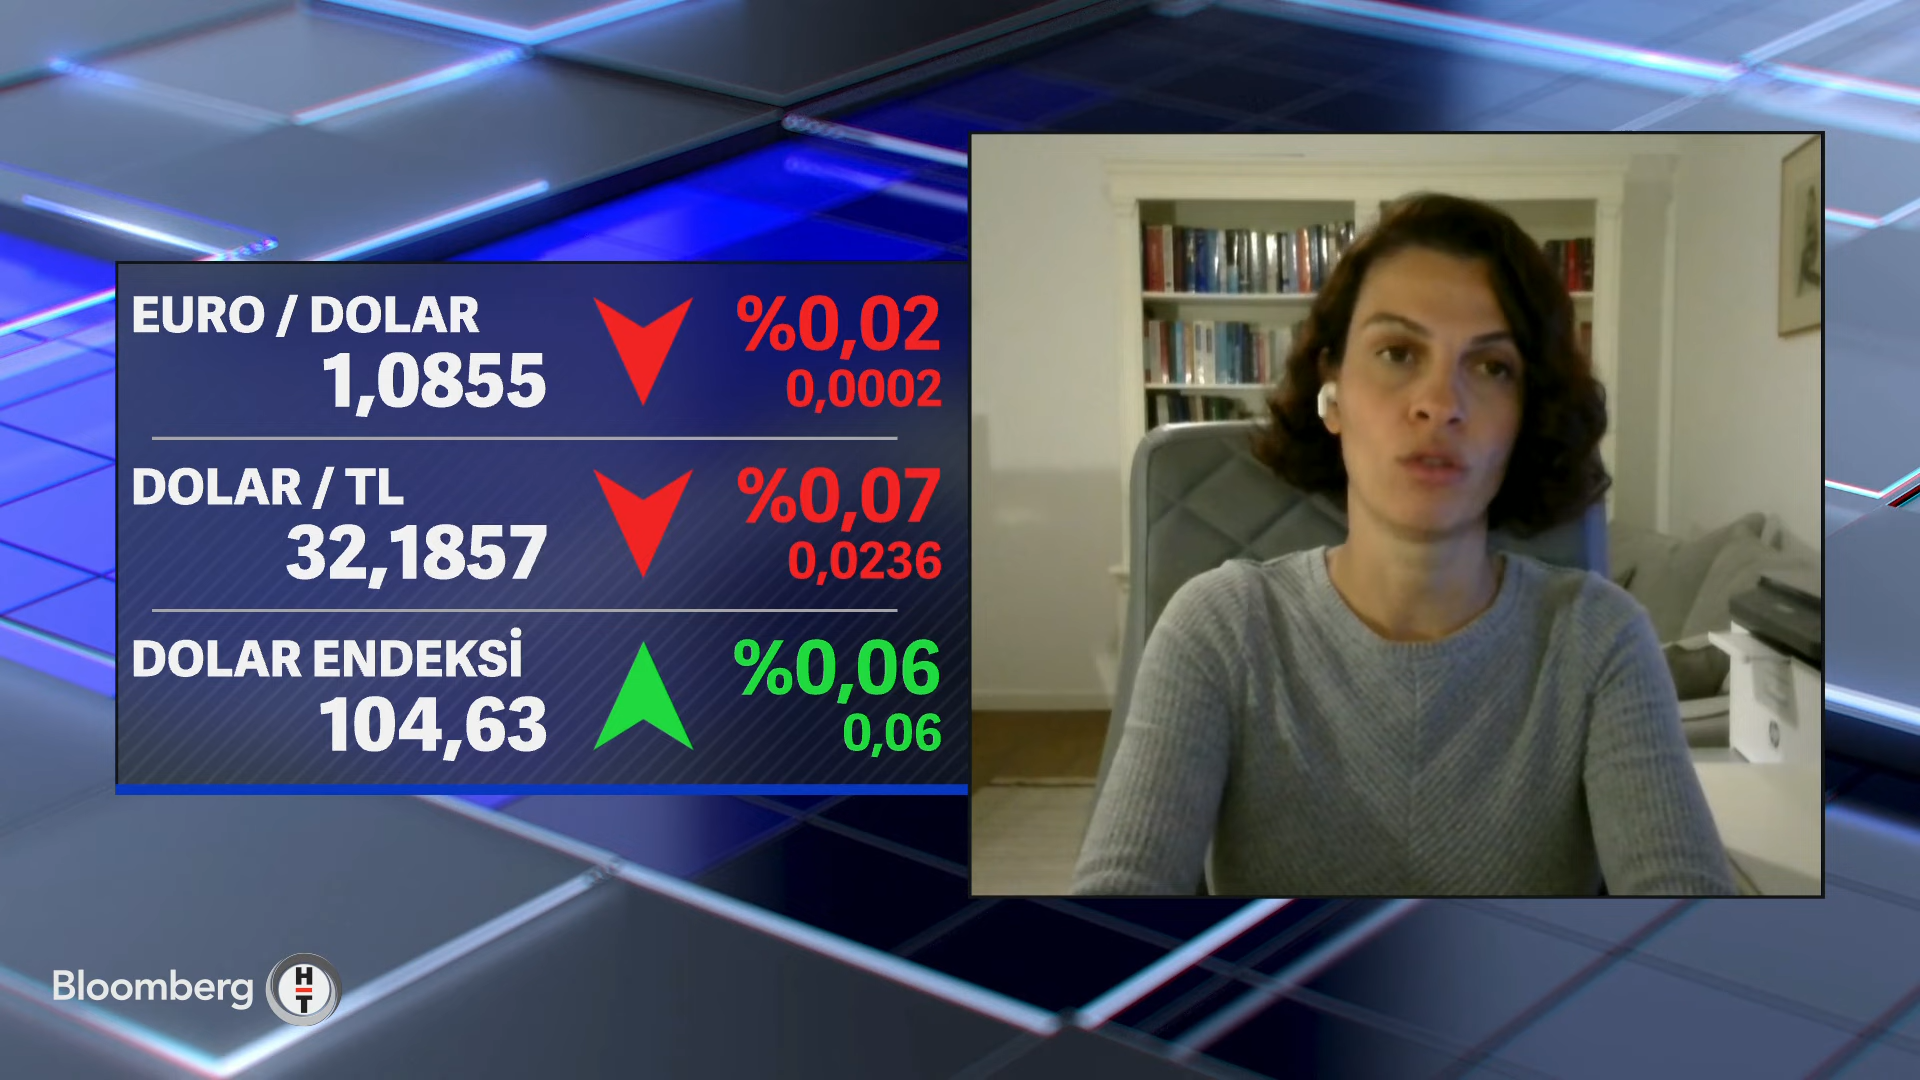 EURO / DOLAR
1,0855
%0,02
0,0002
DOLAR / TL
32,1857
%0,07
0,0236
DOLAR ENDEKSİ
104,63
%0,06
0,06
Bloomberg HT